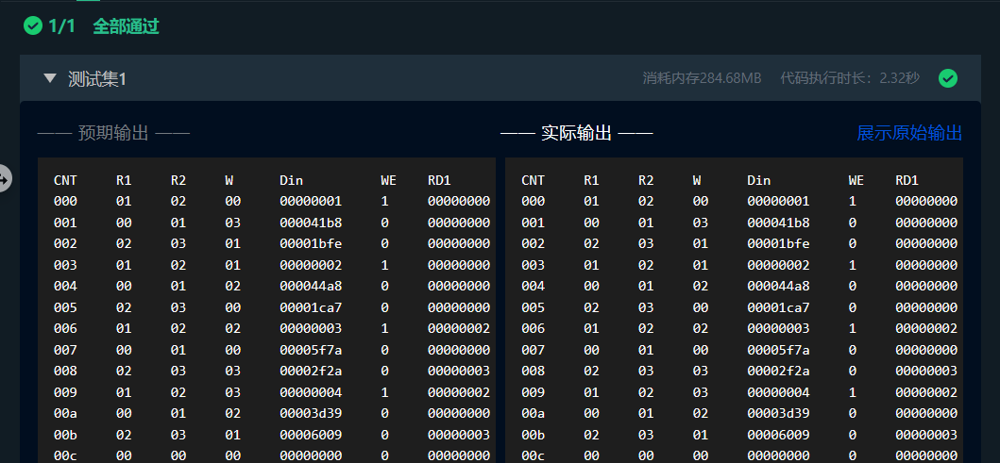 1/1 全部通过
测试集1 消耗内存284.68MB 代码执行时长：2.32秒
—— 预期输出 —— —— 实际输出 —— 展示原始输出
CNT R1 R2 W Din WE RD1 CNT R1 R2 W Din WE RD1
000 01 02 00 00000001 1 00000000 000 01 02 00 00000001 1 00000000
001 00 01 03 000041b8 0 00000000 001 00 01 03 000041b8 0 00000000
002 02 03 01 00001bfe 0 00000000 002 02 03 01 00001bfe 0 00000000
003 01 02 01 00000002 1 00000000 003 01 02 01 00000002 1 00000000
004 00 01 02 000044a8 0 00000000 004 00 01 02 000044a8 0 00000000
005 02 03 00 00001ca7 0 00000000 005 02 03 00 00001ca7 0 00000000
006 01 02 02 00000003 1 00000002 006 01 02 02 00000003 1 00000002
007 00 01 00 00005f7a 0 00000000 007 00 01 00 00005f7a 0 00000000
008 02 03 03 00002f2a 0 00000003 008 02 03 03 00002f2a 0 00000003
009 01 02 03 00000004 1 00000002 009 01 02 03 00000004 1 00000002
00a 00 01 02 00003d39 0 00000000 00a 00 01 02 00003d39 0 00000000
00b 02 03 01 00006009 0 00000003 00b 02 03 01 00006009 0 00000003
00c 00 00 00 00000000 0 00000000 00c 00 00 00 00000000 0 00000000